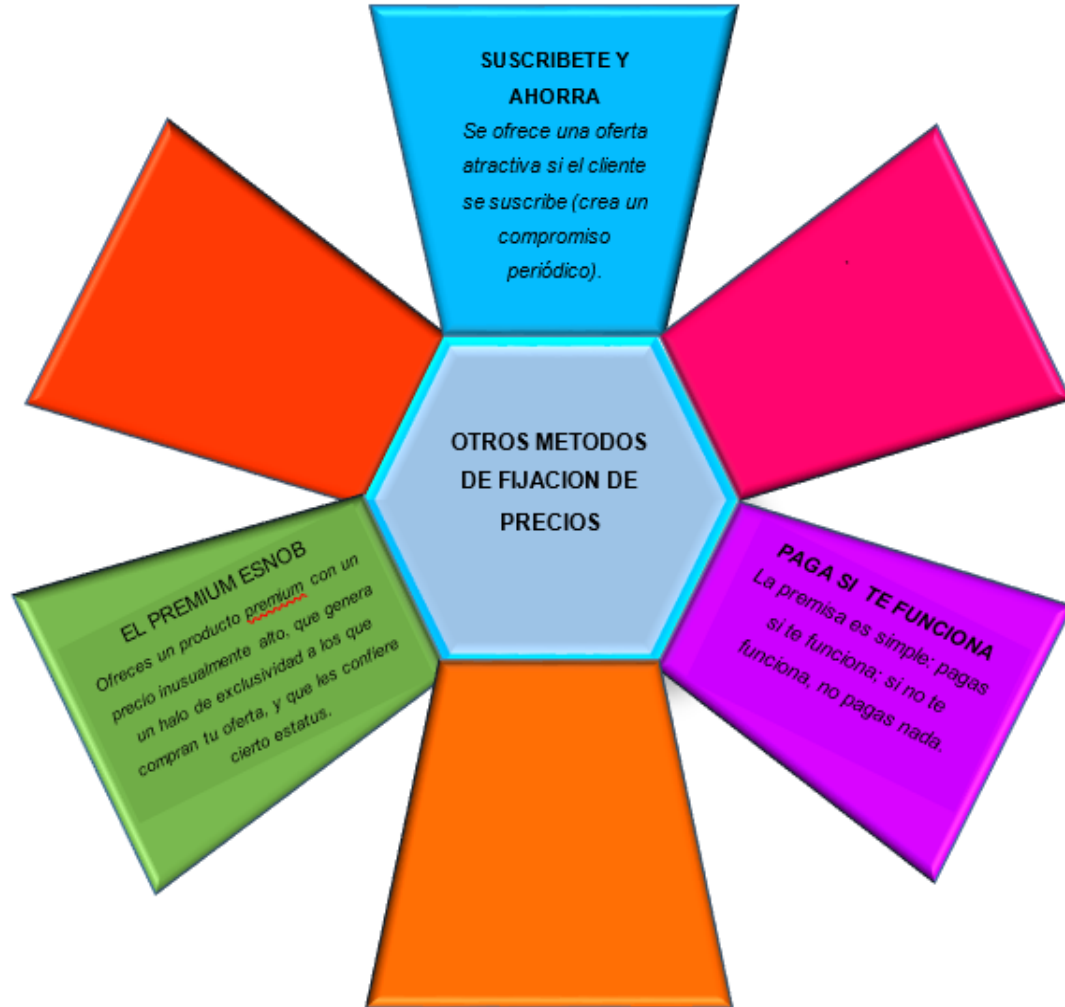 SUSCRIBETE Y
AHORRA
Se ofrece una oferta
atractiva si el cliente
se suscribe (crea un
compromiso
periódico).
OTROS METODOS
DE FIJACION DE
PRECIOS
EL PREMIUM ESNOB
Ofreces un producto premium con un
precio inusualmente alto, que genera
un halo de exclusividad a los que
compran tu oferta, y que les confiere
cierto estatus.
PAGA SI  TE FUNCIONA
La premisa es simple: pagas
si te funciona; si no te
funciona, no pagas nada.